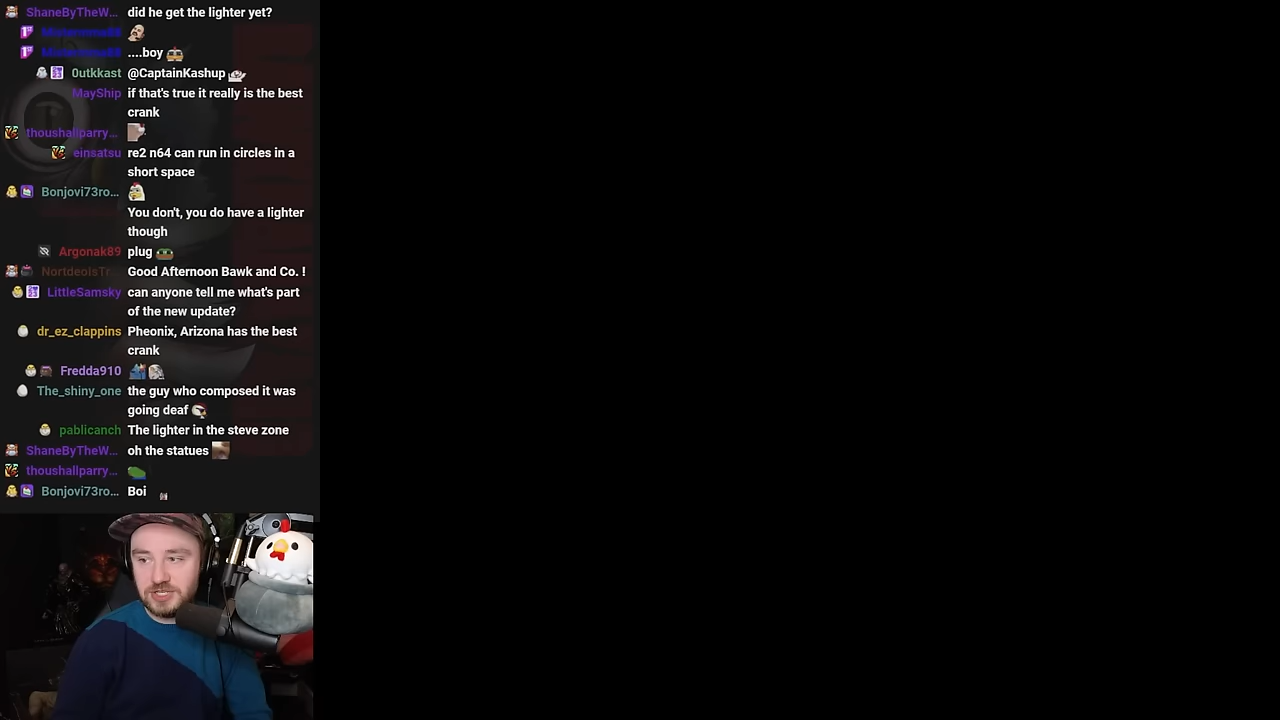 ShaneByTheW... did he get the lighter yet?
....boy
0utkkast @CaptainKashup
MayShip if that's true it really is the best
crank
thoushallparry...
einsatsu re2 n64 can run in circles in a
short space
Bonjovi73ro...
You don't, you do have a lighter
though
Argonak89 plug
NortdeoIsTr... Good Afternoon Bawk and Co. !
LittleSamsky can anyone tell me what's part
of the new update?
dr_ez_clappins Pheonix, Arizona has the best
crank
Fredda910
The_shiny_one the guy who composed it was
going deaf
pablicanch The lighter in the steve zone
ShaneByTheW... oh the statues
thoushallparry...
Bonjovi73ro... Boi